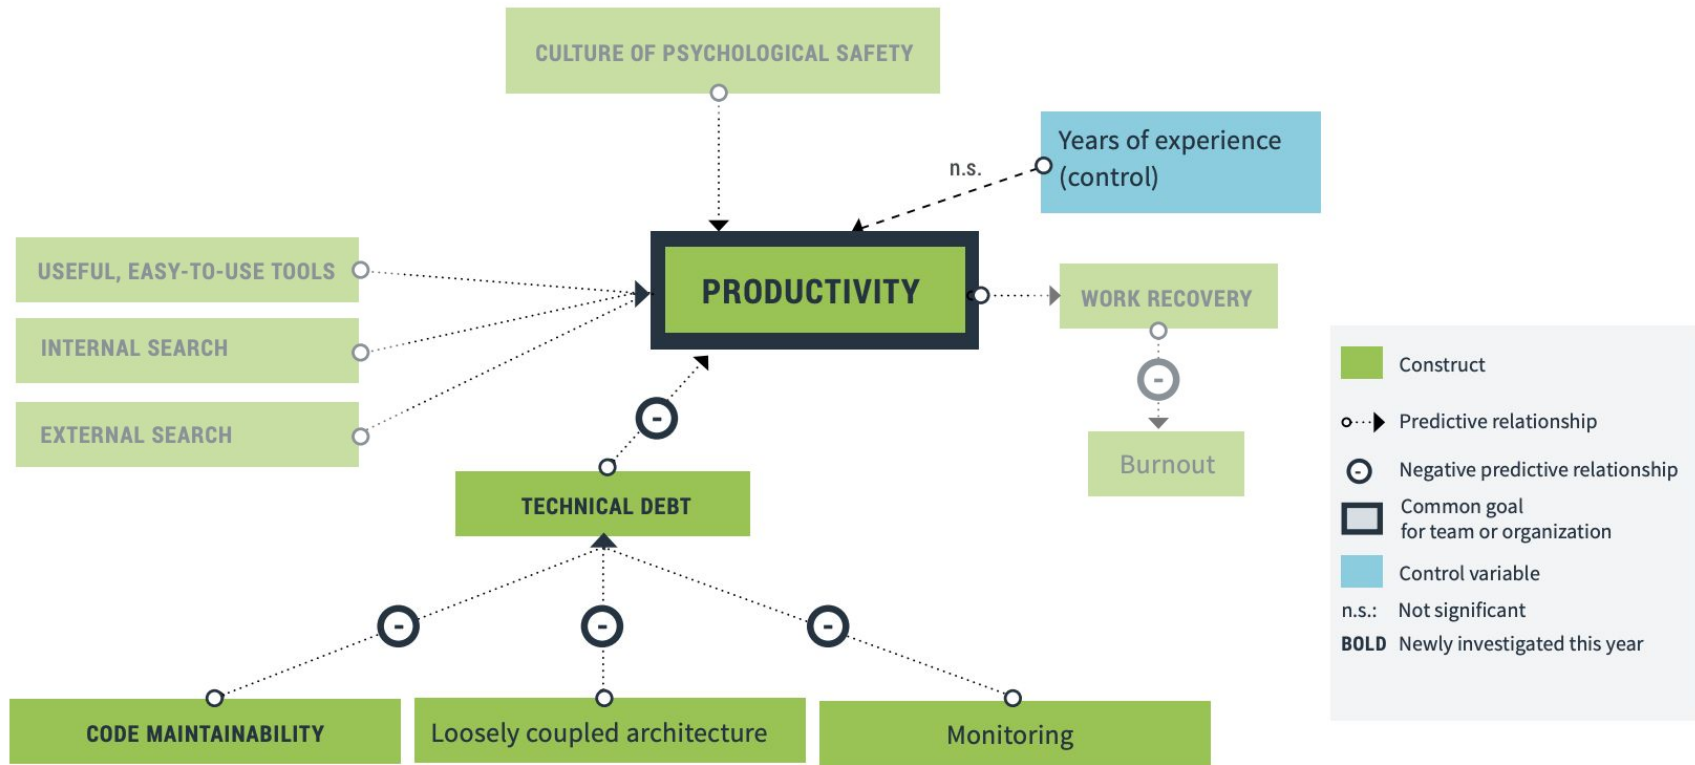 CULTURE OF PSYCHOLOGICAL SAFETY
Years of experience
(control)
n.s.
USEFUL, EASY-TO-USE TOOLS
PRODUCTIVITY
WORK RECOVERY
INTERNAL SEARCH
-
EXTERNAL SEARCH
-
Burnout
TECHNICAL DEBT
-
-
-
CODE MAINTAINABILITY
Loosely coupled architecture
Monitoring
Construct
Predictive relationship
- Negative predictive relationship
Common goal
for team or organization
Control variable
n.s.: Not significant
BOLD Newly investigated this year